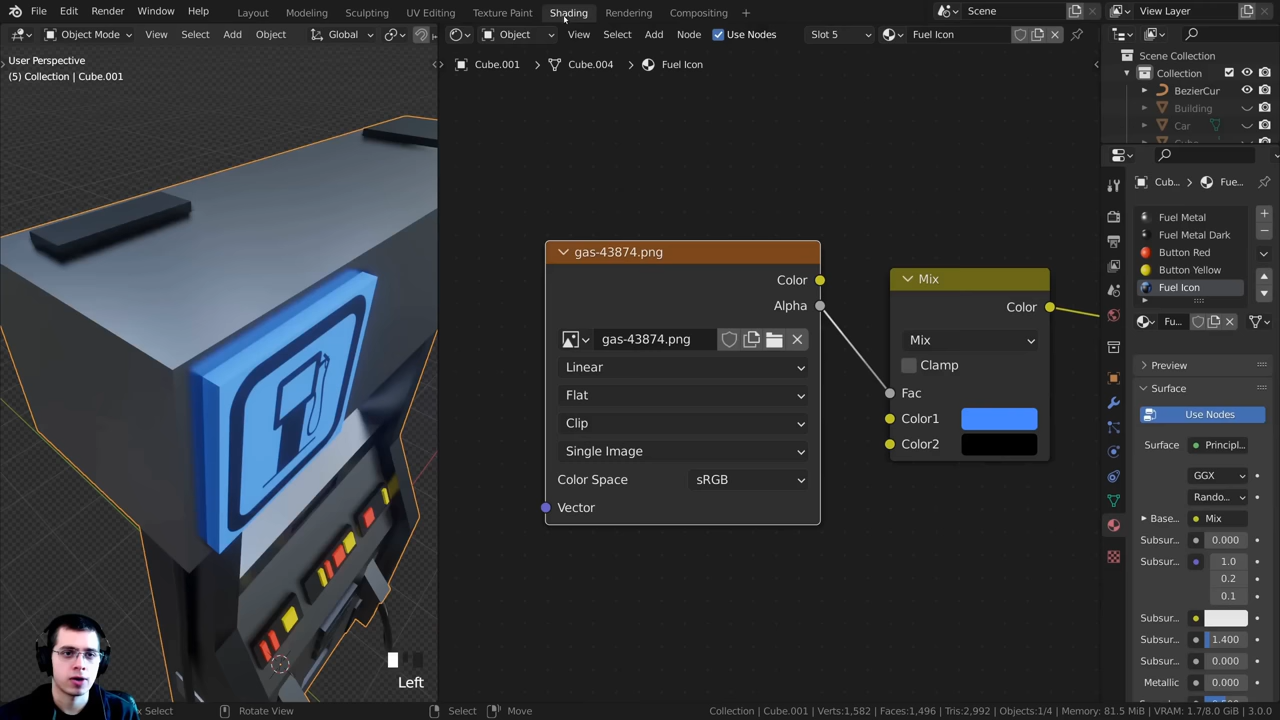 File Edit Render Window Help Layout Modeling Sculpting UV Editing Texture Paint Shading Rendering Compositing + Scene View Layer
Object Mode View Select Add Object Global Object View Select Add Node Use Nodes Slot 5 Fuel Icon
User Perspective
(5) Collection | Cube.001
Cube.001 > Cube.004 > Fuel Icon
Scene Collection
Collection
BezierCur
Building
Car
Cub... Fue...
Fuel Metal
Fuel Metal Dark
Button Red
Button Yellow
Fuel Icon
Fu...
Preview
Surface
Use Nodes
Surface Principl...
GGX
Rando...
Base... Mix
Subsur... 0.000
Subsur... 1.0
0.2
0.1
Subsur...
Subsur... 1.400
Subsur... 0.000
Metallic 0.000
gas-43874.png
Color
Alpha
gas-43874.png
Linear
Flat
Clip
Single Image
Color Space sRGB
Vector
Mix
Color
Mix
Clamp
Fac
Color1
Color2
Left
Select Rotate View Select Move Collection | Cube.001 | Verts:1,582 | Faces:1,496 | Tris:2,992 | Objects:1/4 | Memory: 81.5 MiB | VRAM: 1.7/8.0 GiB | 3.0.0